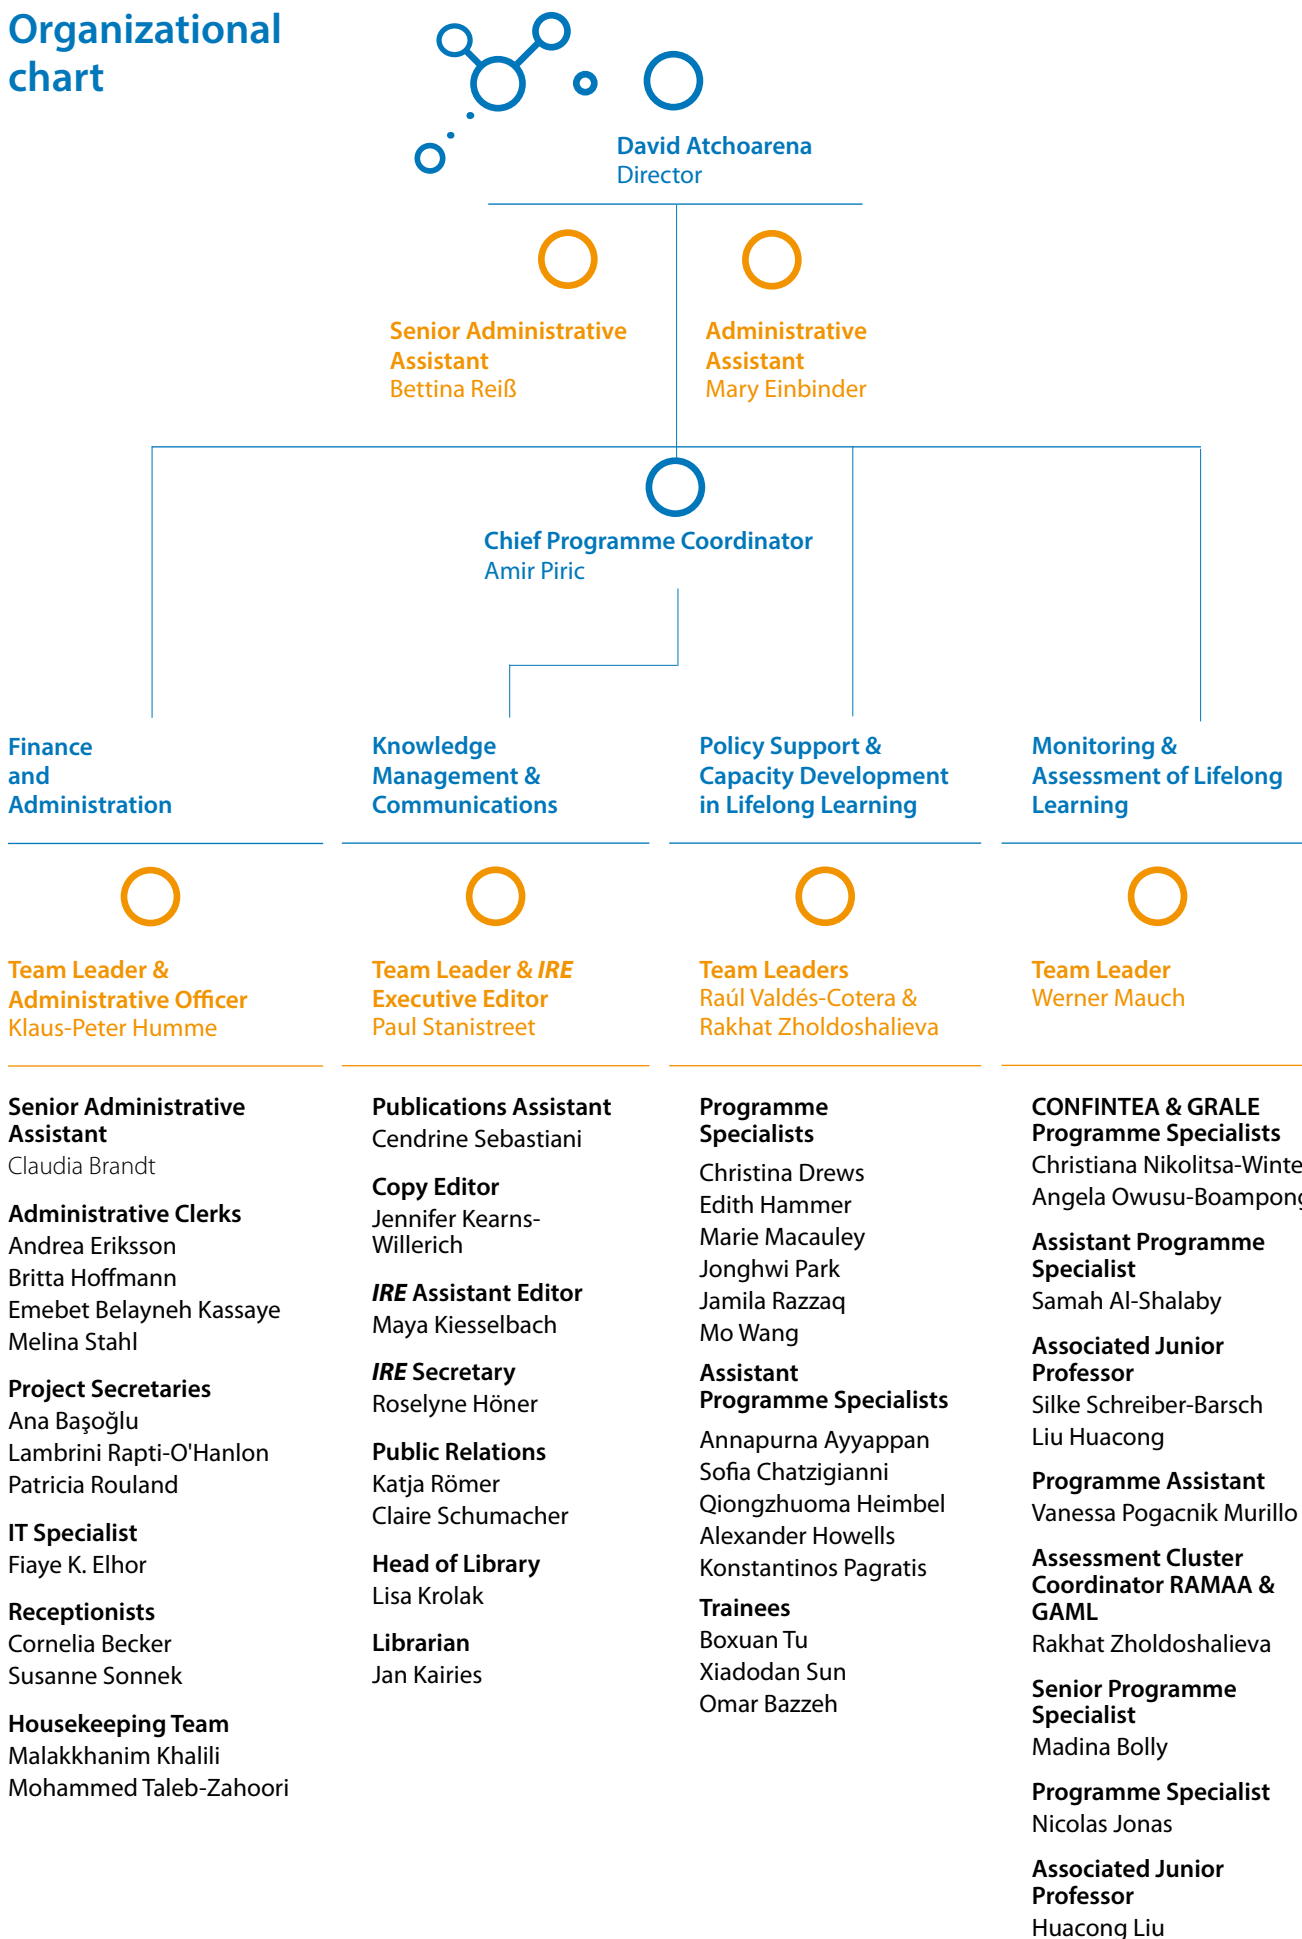 Organizational
chart
David Atchoarena
Director
Senior Administrative
Assistant
Bettina Reiß
Administrative
Assistant
Mary Einbinder
Chief Programme Coordinator
Amir Piric
Finance
and
Administration
Team Leader &
Administrative Officer
Klaus-Peter Humme
Senior Administrative
Assistant
Claudia Brandt
Administrative Clerks
Andrea Eriksson
Britta Hoffmann
Emebet Belayneh Kassaye
Melina Stahl
Project Secretaries
Ana Başoğlu
Lambrini Rapti-O'Hanlon
Patricia Rouland
IT Specialist
Fiaye K. Elhor
Receptionists
Cornelia Becker
Susanne Sonnek
Housekeeping Team
Malakkhanim Khalili
Mohammed Taleb-Zahoori
Knowledge
Management &
Communications
Team Leader & IRE
Executive Editor
Paul Stanistreet
Publications Assistant
Cendrine Sebastiani
Copy Editor
Jennifer Kearns-
Willerich
IRE Assistant Editor
Maya Kiesselbach
IRE Secretary
Roselyne Höner
Public Relations
Katja Römer
Claire Schumacher
Head of Library
Lisa Krolak
Librarian
Jan Kairies
Policy Support &
Capacity Development
in Lifelong Learning
Team Leaders
Raúl Valdés-Cotera &
Rakhat Zholdoshalieva
Programme
Specialists
Christina Drews
Edith Hammer
Marie Macauley
Jonghwi Park
Jamila Razzaq
Mo Wang
Assistant
Programme Specialists
Annapurna Ayyappan
Sofia Chatzigianni
Qiongzhuoma Heimbel
Alexander Howells
Konstantinos Pagratis
Trainees
Boxuan Tu
Xiadodan Sun
Omar Bazzeh
Monitoring &
Assessment of Lifelong
Learning
Team Leader
Werner Mauch
CONFINTEA & GRALE
Programme Specialists
Christiana Nikolitsa-Winte
Angela Owusu-Boampong
Assistant Programme
Specialist
Samah Al-Shalaby
Associated Junior
Professor
Silke Schreiber-Barsch
Liu Huacong
Programme Assistant
Vanessa Pogacnik Murillo
Assessment Cluster
Coordinator RAMAA &
GAML
Rakhat Zholdoshalieva
Senior Programme
Specialist
Madina Bolly
Programme Specialist
Nicolas Jonas
Associated Junior
Professor
Huacong Liu